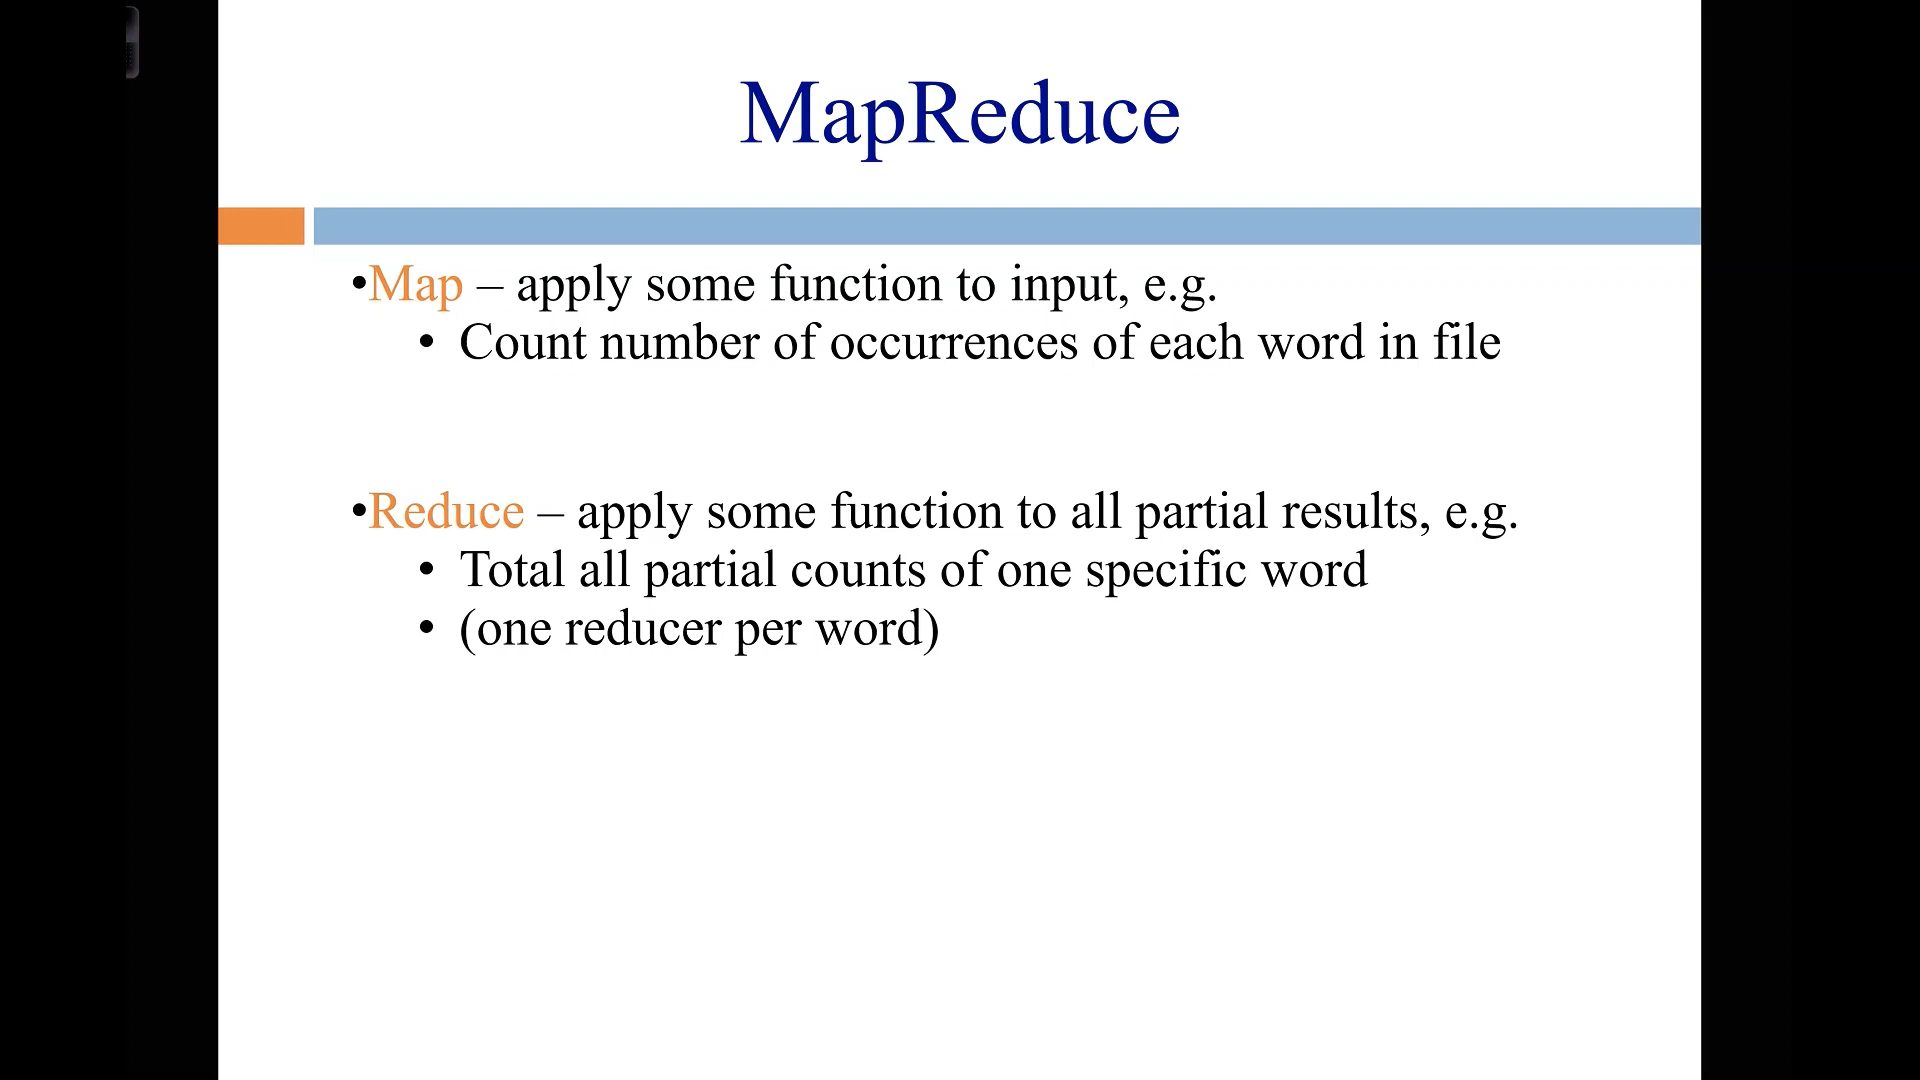 MapReduce
•Map – apply some function to input, e.g.
• Count number of occurrences of each word in file
•Reduce – apply some function to all partial results, e.g.
• Total all partial counts of one specific word
• (one reducer per word)